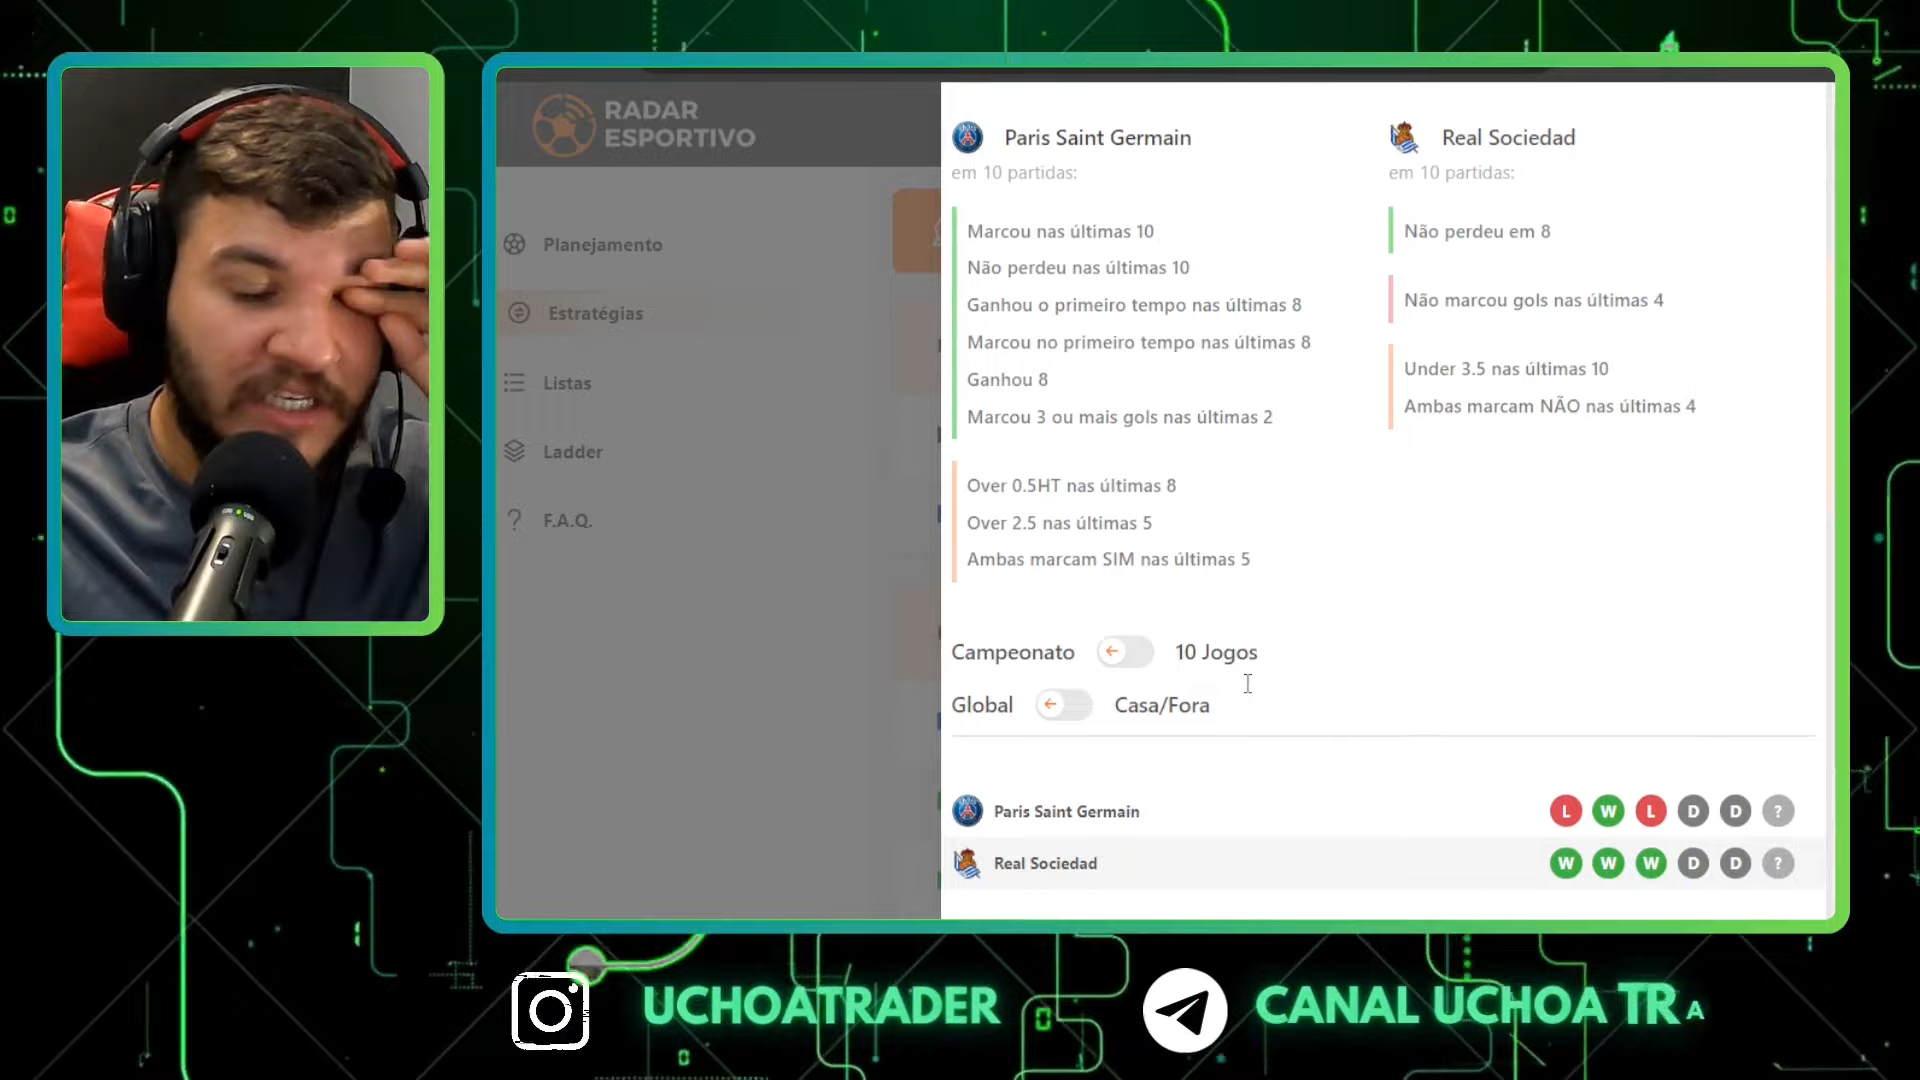 RADAR
ESPORTIVO
Planejamento
Estratégias
Listas
Ladder
? F.A.Q.
Paris Saint Germain
em 10 partidas:
Marcou nas últimas 10
Não perdeu nas últimas 10
Ganhou o primeiro tempo nas últimas 8
Marcou no primeiro tempo nas últimas 8
Ganhou 8
Marcou 3 ou mais gols nas últimas 2
Over 0.5HT nas últimas 8
Over 2.5 nas últimas 5
Ambas marcam SIM nas últimas 5
Real Sociedad
em 10 partidas:
Não perdeu em 8
Não marcou gols nas últimas 4
Under 3.5 nas últimas 10
Ambas marcam NÃO nas últimas 4
Campeonato 10 Jogos
Global Casa/Fora
Paris Saint Germain L W L D D ?
Real Sociedad W W W D D ?
UCHOATRADER
CANAL UCHOA TRA